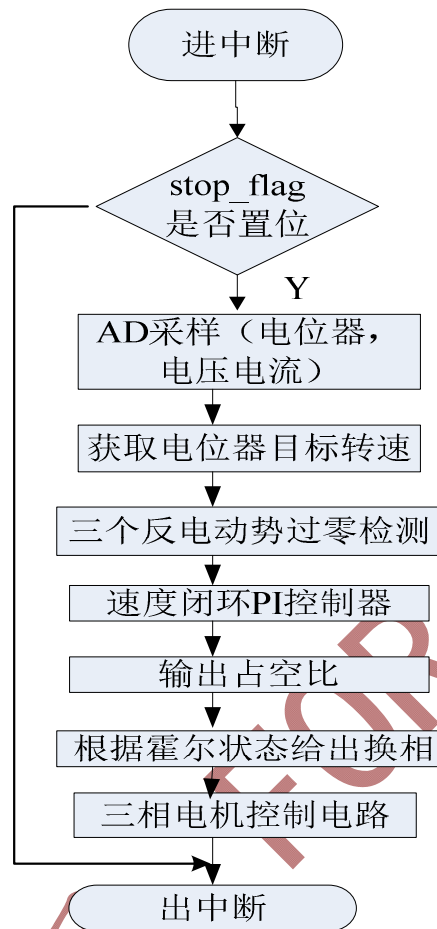 进中断
stop_flag
是否置位
Y
AD采样（电位器，
电压电流）
获取电位器目标转速
三个反电动势过零检测
速度闭环PI控制器
输出占空比
根据霍尔状态给出换相
三相电机控制电路
出中断
FOR